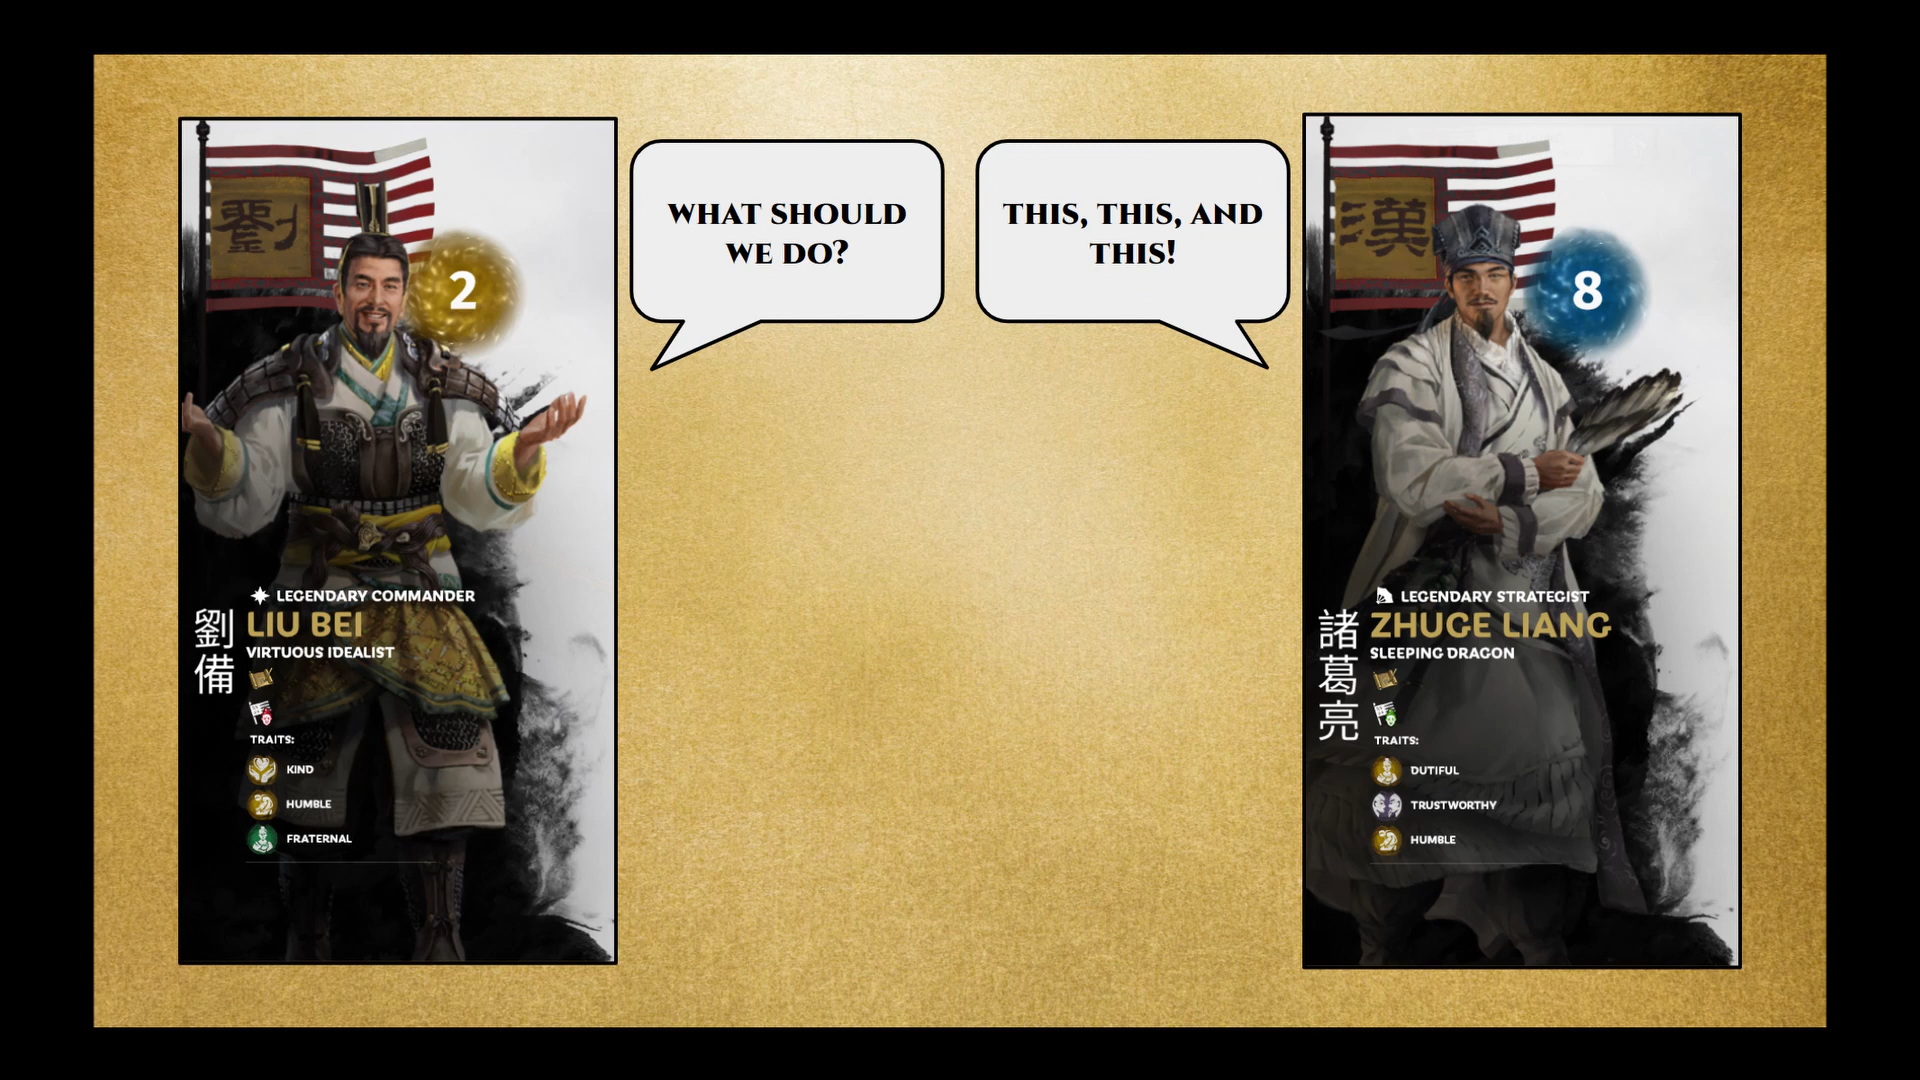 劉
2
LEGENDARY COMMANDER
劉備
LIU BEI
VIRTUOUS IDEALIST
TRAITS:
KIND
HUMBLE
FRATERNAL
WHAT SHOULD
WE DO?
THIS, THIS, AND
THIS!
漢
8
LEGENDARY STRATEGIST
諸葛亮
ZHUGE LIANG
SLEEPING DRAGON
TRAITS:
DUTIFUL
TRUSTWORTHY
HUMBLE